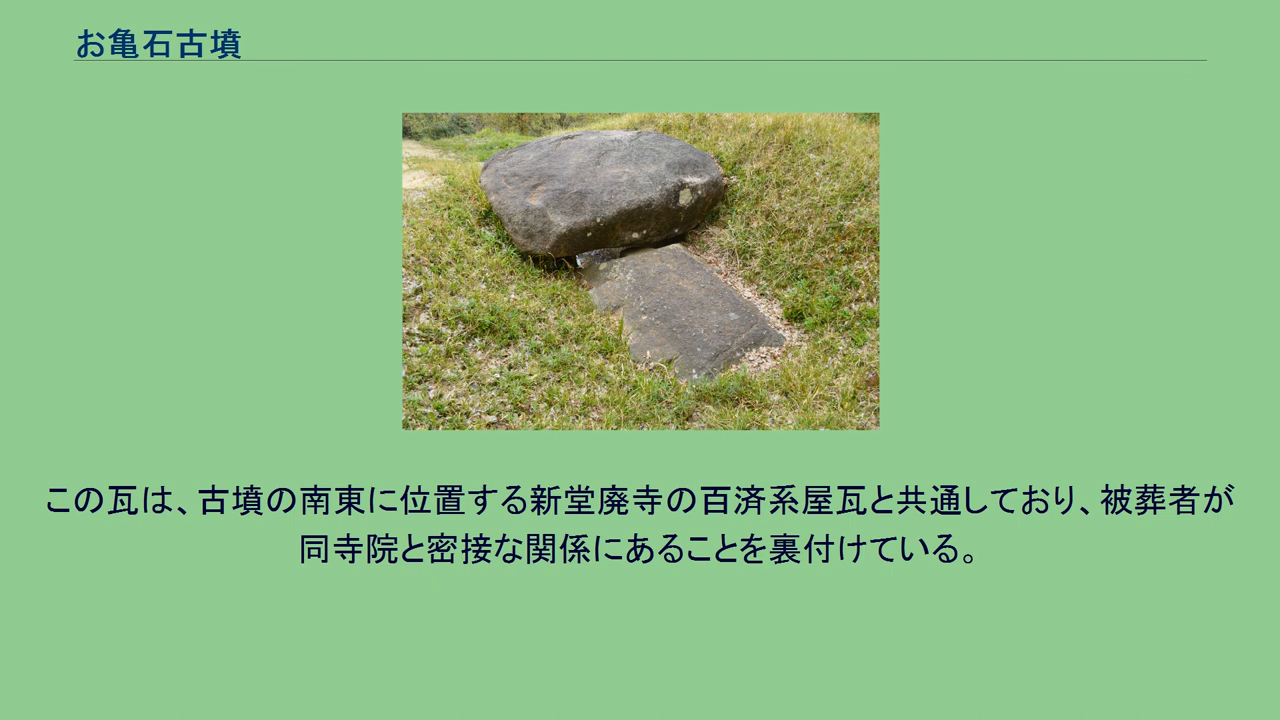 お亀石古墳
この瓦は、古墳の南東に位置する新堂廃寺の百済系屋瓦と共通しており、被葬者が
同寺院と密接な関係にあることを裏付けている。